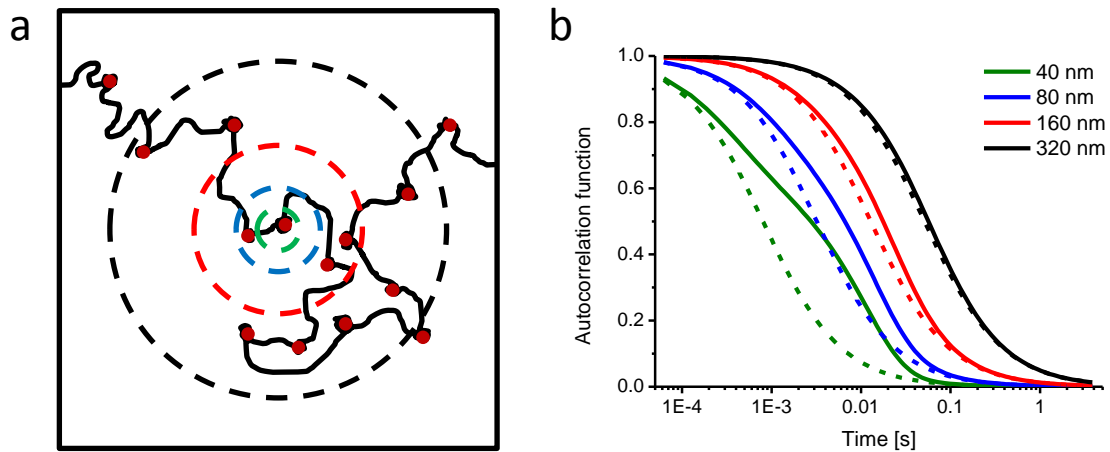 a
b
1.0
0.8
0.6
0.4
0.2
0.0
Autocorrelation function
40 nm
80 nm
160 nm
320 nm
1E-4
1E-3
0.01
0.1
1
Time [s]